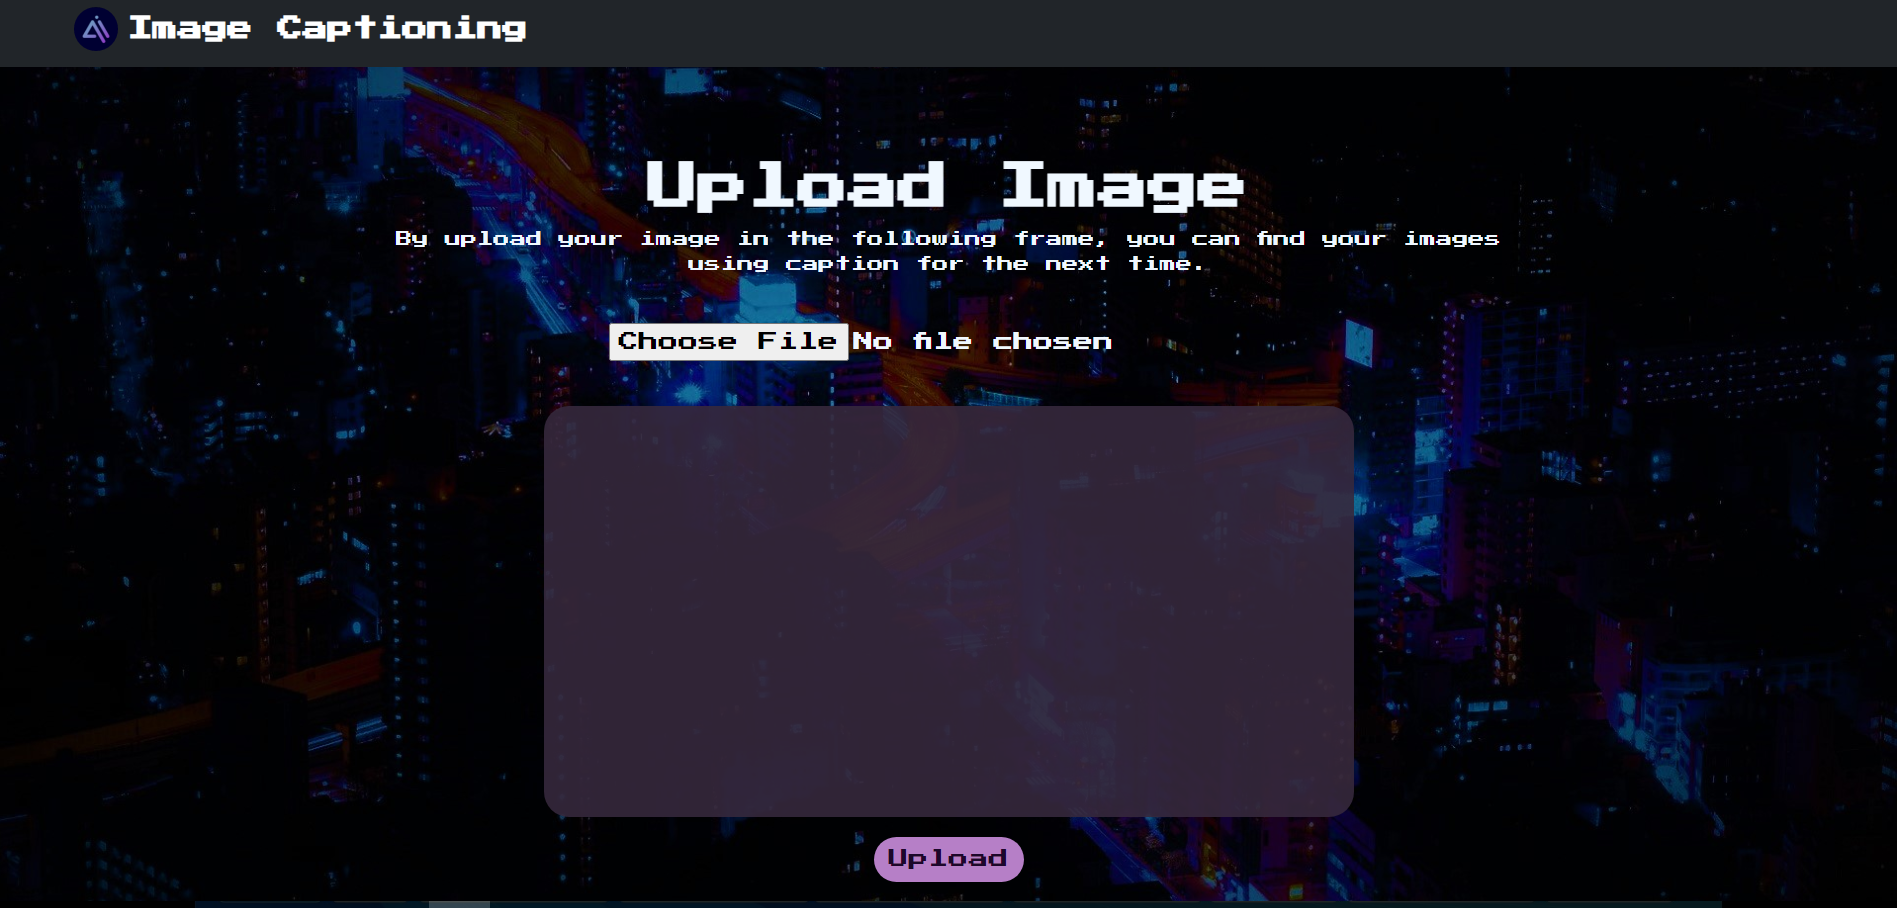 Image Captioning
Upload Image
By upload your image in the following frame, you can find your images
using caption for the next time.
Choose File No file chosen
Upload